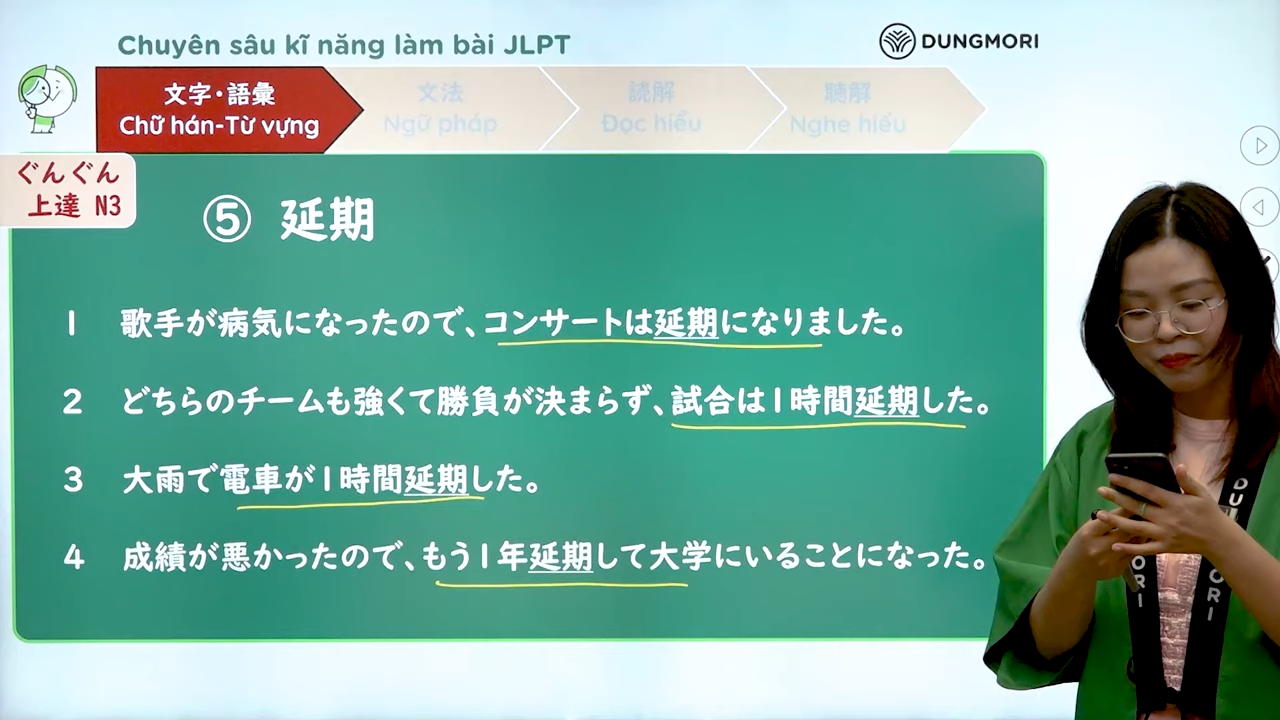 Chuyên sâu kĩ năng làm bài JLPT
DUNGMORI
文字・語彙
Chữ hán-Từ vựng
文法
Ngữ pháp
読解
Đọc hiểu
聴解
Nghe hiểu
ぐんぐん
上達 N3
⑤ 延期
1 歌手が病気になったので、コンサートは延期になりました。
2 どちらのチームも強くて勝負が決まらず、試合は1時間延期した。
3 大雨で電車が1時間延期した。
4 成績が悪かったので、もう1年延期して大学にいることになった。
DU
ORI
ORI